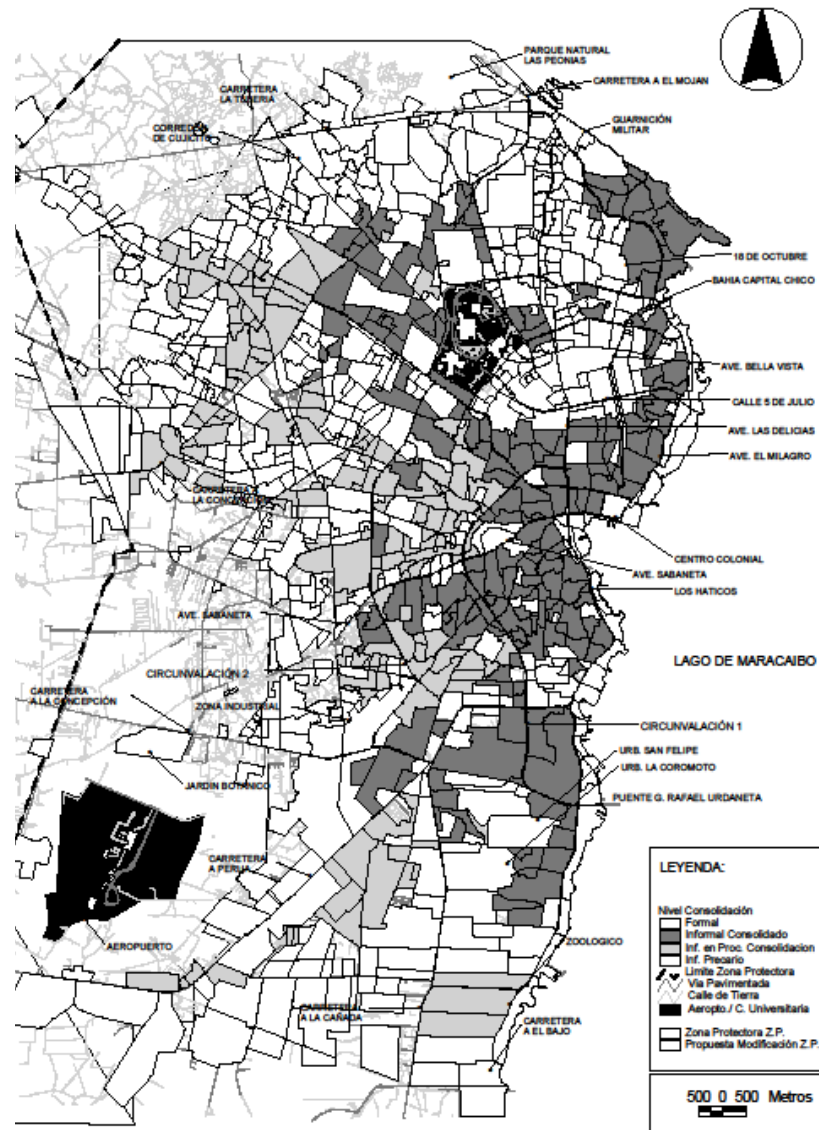 PARQUE NATURAL
LAS PEONIAS
CARRETERA
LA TUBERIA
CARRETERA A EL MOJAN
CORREDOR
DE CUJICITO
GUARNICIÓN
MILITAR
18 DE OCTUBRE
BAHIA CAPITAL CHICO
AVE. BELLA VISTA
CALLE 5 DE JULIO
AVE. LAS DELICIAS
AVE. EL MILAGRO
CARRETERA
LA CONCEPCIÓN
CENTRO COLONIAL
AVE. SABANETA
LOS HATICOS
AVE. SABANETA
LAGO DE MARACAIBO
CIRCUNVALACIÓN 2
CARRETERA
A LA CONCEPCIÓN
ZONA INDUSTRIAL
CIRCUNVALACIÓN 1
URB. SAN FELIPE
URB. LA COROMOTO
JARDIN BOTANICO
PUENTE G. RAFAEL URDANETA
CARRETERA
A PERIJA
AEROPUERTO
ZOOLOGICO
CARRETERA
A LA CAÑADA
CARRETERA
A EL BAJO
LEYENDA:
Nivel Consolidación
Formal
Informal Consolidado
Inf. en Proc. Consolidacion
Inf. Precario
Limite Zona Protectora
Via Pavimentada
Calle de Tierra
Aeropto./ C. Universitaria
Zona Protectora Z.P.
Propuesta Modificación Z.P.
500 0 500 Metros